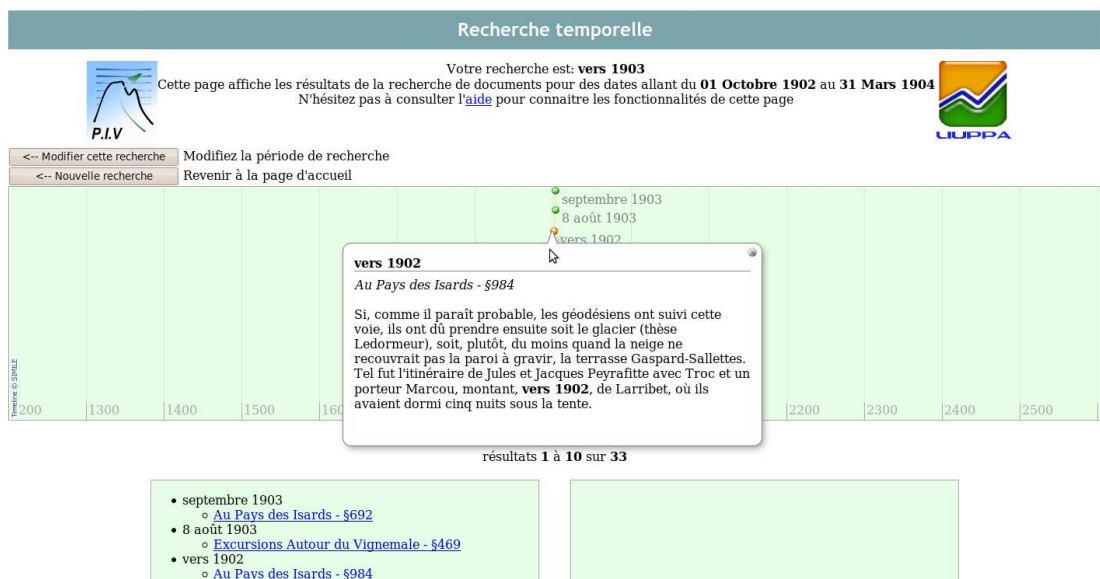 Recherche temporelle
Votre recherche est: vers 1903
Cette page affiche les résultats de la recherche de documents pour des dates allant du 01 Octobre 1902 au 31 Mars 1904
N'hésitez pas à consulter l'aide pour connaitre les fonctionnalités de cette page
P.I.V
LIUPPA
<-- Modifier cette recherche Modifiez la période de recherche
<-- Nouvelle recherche Revenir à la page d'accueil
septembre 1903
8 août 1903
vers 1902
vers 1902
Au Pays des Isards - §984
Si, comme il paraît probable, les géodésiens ont suivi cette
voie, ils ont dû prendre ensuite soit le glacier (thèse
Ledormeur), soit, plutôt, du moins quand la neige ne
recouvrait pas la paroi à gravir, la terrasse Gaspard-Sallettes.
Tel fut l'itinéraire de Jules et Jacques Peyrafitte avec Troc et un
porteur Marcou, montant, vers 1902, de Larribet, où ils
avaient dormi cinq nuits sous la tente.
Timeline © SIMILE
200 1300 1400 1500 160 2200 2300 2400 2500
résultats 1 à 10 sur 33
• septembre 1903
◦ Au Pays des Isards - §692
• 8 août 1903
◦ Excursions Autour du Vignemale - §469
• vers 1902
◦ Au Pays des Isards - §984